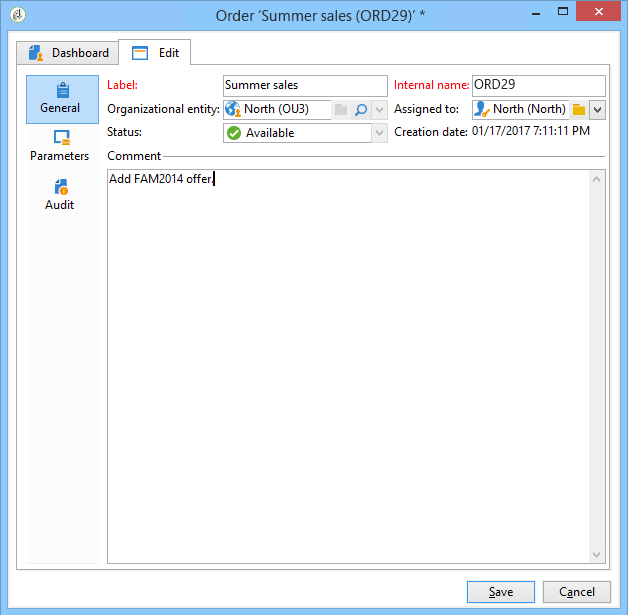 Order ‘Summer sales (ORD29)’ *
Dashboard
Edit
General
Parameters
Audit
Label: Summer sales Internal name: ORD29
Organizational entity: North (OU3) Assigned to: North (North)
Status: Available Creation date: 01/17/2017 7:11:11 PM
Comment
Add FAM2014 offer.
Save
Cancel